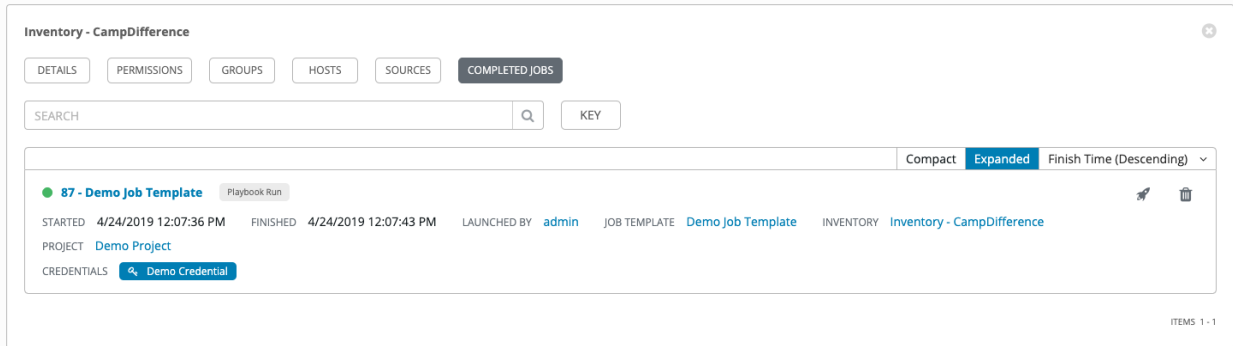 Inventory - CampDifference
DETAILS PERMISSIONS GROUPS HOSTS SOURCES COMPLETED JOBS
SEARCH KEY
Compact Expanded Finish Time (Descending)
87 - Demo Job Template Playbook Run
STARTED 4/24/2019 12:07:36 PM FINISHED 4/24/2019 12:07:43 PM LAUNCHED BY admin JOB TEMPLATE Demo Job Template INVENTORY Inventory - CampDifference
PROJECT Demo Project
CREDENTIALS Demo Credential
ITEMS 1 - 1